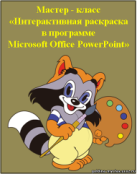 Мастер - класс
«Интерактивная раскраска
в программе
Microsoft Office PowerPoint»